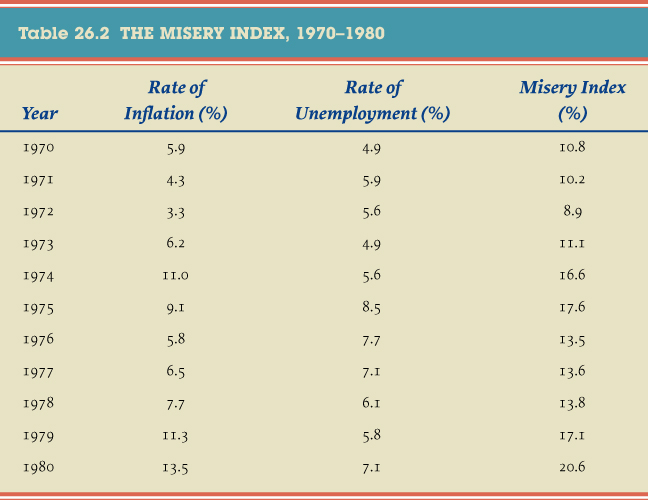 Table 26.2 THE MISERY INDEX, 1970–1980
Rate of Rate of Misery Index
Year Inflation (%) Unemployment (%) (%)
1970 5.9 4.9 10.8
1971 4.3 5.9 10.2
1972 3.3 5.6 8.9
1973 6.2 4.9 11.1
1974 11.0 5.6 16.6
1975 9.1 8.5 17.6
1976 5.8 7.7 13.5
1977 6.5 7.1 13.6
1978 7.7 6.1 13.8
1979 11.3 5.8 17.1
1980 13.5 7.1 20.6